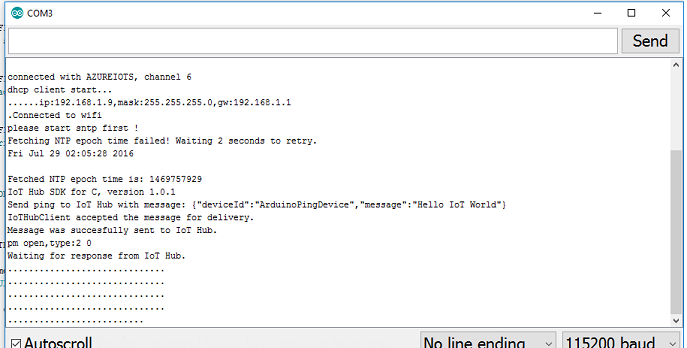 COM3
Send
connected with AZUREIOTS, channel 6
dhcp client start...
......ip:192.168.1.9,mask:255.255.255.0,gw:192.168.1.1
.Connected to wifi
please start sntp first !
Fetching NTP epoch time failed! Waiting 2 seconds to retry.
Fri Jul 29 02:05:28 2016
Fetched NTP epoch time is: 1469757929
IoT Hub SDK for C, version 1.0.1
Send ping to IoT Hub with message: {"deviceId":"ArduinoPingDevice","message":"Hello IoT World"}
IoTHubClient accepted the message for delivery.
Message was succesfully sent to IoT Hub.
pm open,type:2 0
Waiting for response from IoT Hub.
..............................
..............................
..............................
..............................
..........................
Autoscroll
No line ending
115200 baud